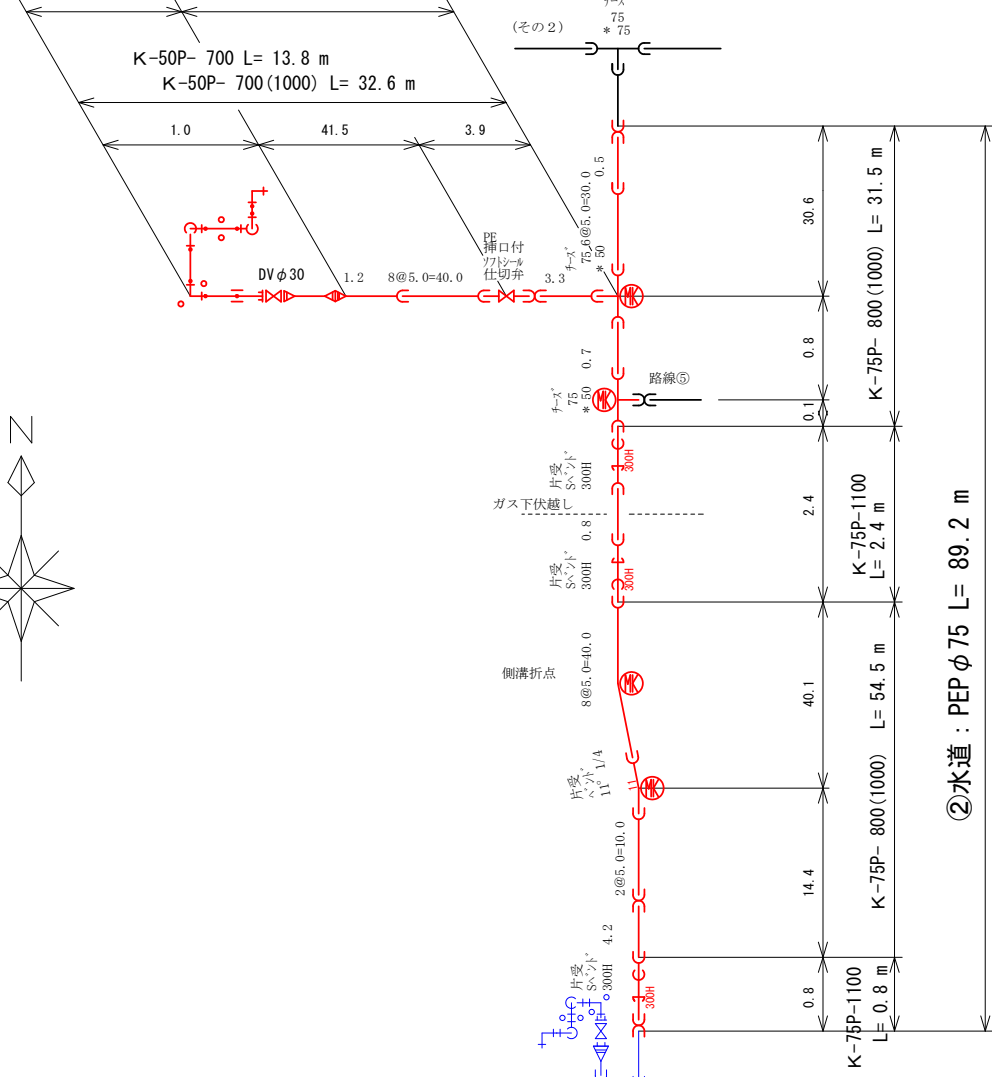 チーズ
75
* 75
(その2)
K-50P- 700 L= 13.8 m
K-50P- 700(1000) L= 32.6 m
1.0
41.5
3.9
DVφ30
1.2
8@5.0=40.0
PE
挿口付
ソフトシール
仕切弁
3.3
チーズ
75
* 50
6@5.0=30.0
0.5
MK
30.6
K-75P- 800(1000) L= 31.5 m
0.8
0.1
0.7
チーズ
75
* 50
MK
路線⑤
片受
Sベンド
300H
300H
ガス下伏越し
0.8
片受
Sベンド
300H
300H
2.4
K-75P-1100
L= 2.4 m
N
8@5.0=40.0
側溝折点
MK
片受
ベンド
11° 1/4
MK
40.1
K-75P- 800(1000) L= 54.5 m
②水道：PEPφ75 L= 89.2 m
2@5.0=10.0
14.4
4.2
片受
Sベンド
300H
300H
0.8
K-75P-1100
L= 0.8 m